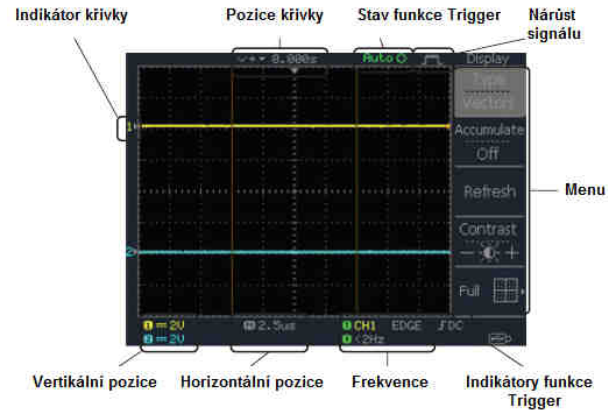 Indikátor křivky
Pozice křivky
Stav funkce Trigger
Nárůst signálu
0.000s
Auto
Display
Type
Vectors
Accumulate
Off
Refresh
Menu
Contrast
- +
Full
1
2
1 2V
2 2V
M 2.5us
CH1 EDGE DC
<2Hz
Vertikální pozice
Horizontální pozice
Frekvence
Indikátory funkce Trigger